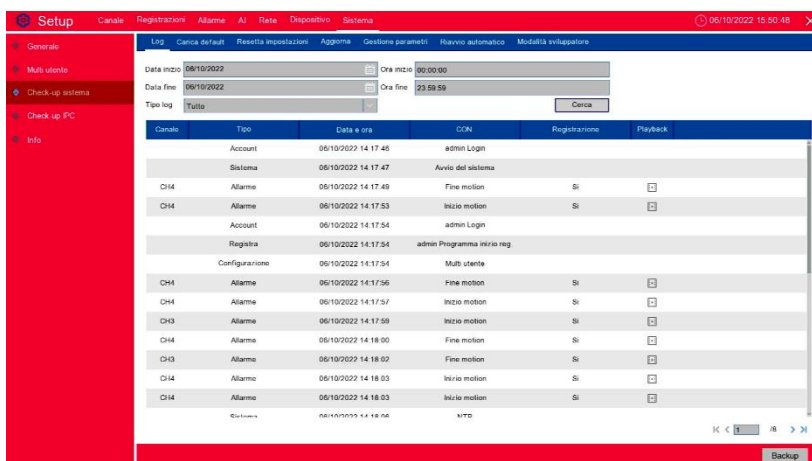 Setup Canale Registrazioni Allarme AI Rete Dispositivo Sistema 06/10/2022 15:50:48
Generale
Multi utente
Check-up sistema
Check up IPC
Info
Log Carica default Resetta impostazioni Aggiorna Gestione parametri Riavvio automatico Modalità sviluppatore
Data inizio 06/10/2022 Ora inizio 00:00:00
Data fine 06/10/2022 Ora fine 23:59:59
Tipo log Tutto Cerca
Canale Tipo Data e ora CON Registrazione Playback
Account 06/10/2022 14:17:46 admin Login
Sistema 06/10/2022 14:17:47 Avvio del sistema
CH4 Allarme 06/10/2022 14:17:49 Fine motion Si
CH4 Allarme 06/10/2022 14:17:53 Inizio motion Si
Account 06/10/2022 14:17:54 admin Login
Registra 06/10/2022 14:17:54 admin Programma inizio reg
Configurazione 06/10/2022 14:17:54 Multi utente
CH4 Allarme 06/10/2022 14:17:56 Fine motion Si
CH4 Allarme 06/10/2022 14:17:57 Inizio motion Si
CH3 Allarme 06/10/2022 14:17:59 Inizio motion Si
CH4 Allarme 06/10/2022 14:18:00 Fine motion Si
CH3 Allarme 06/10/2022 14:18:02 Fine motion Si
CH4 Allarme 06/10/2022 14:18:03 Inizio motion Si
CH4 Allarme 06/10/2022 14:18:03 Inizio motion Si
Sistema 06/10/2022 14:18:06 NTP
1 /8
Backup